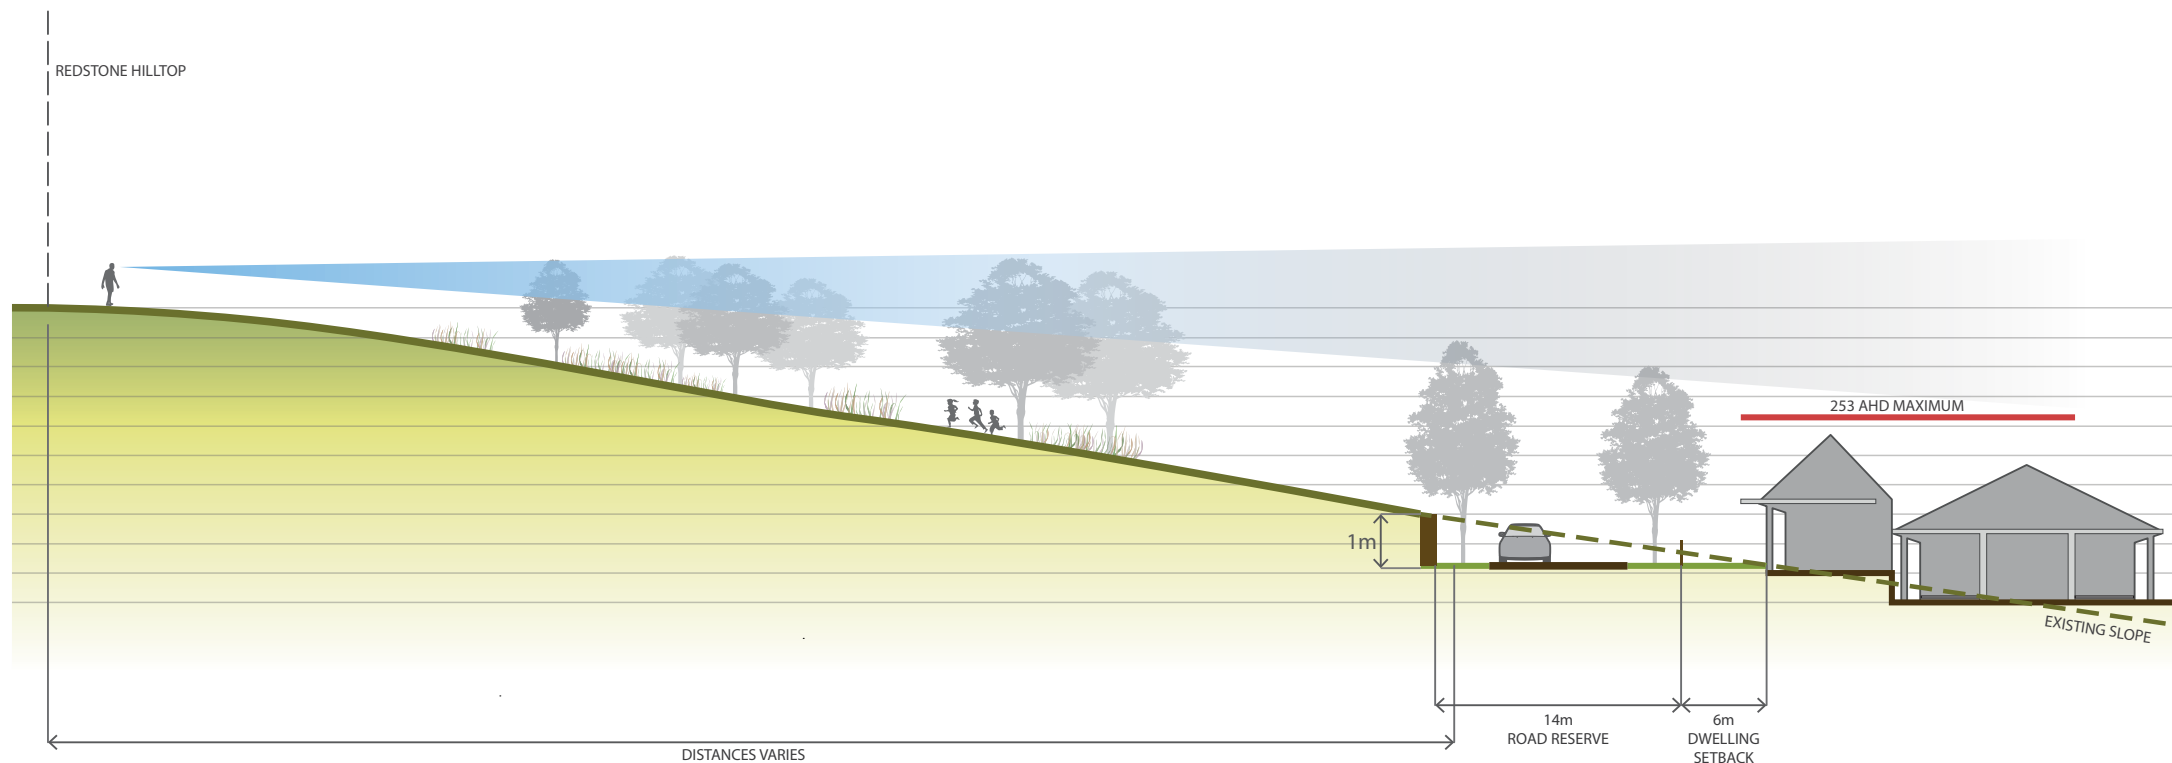 REDSTONE HILLTOP
253 AHD MAXIMUM
1m
EXISTING SLOPE
14m
ROAD RESERVE
6m
DWELLING
SETBACK
DISTANCES VARIES